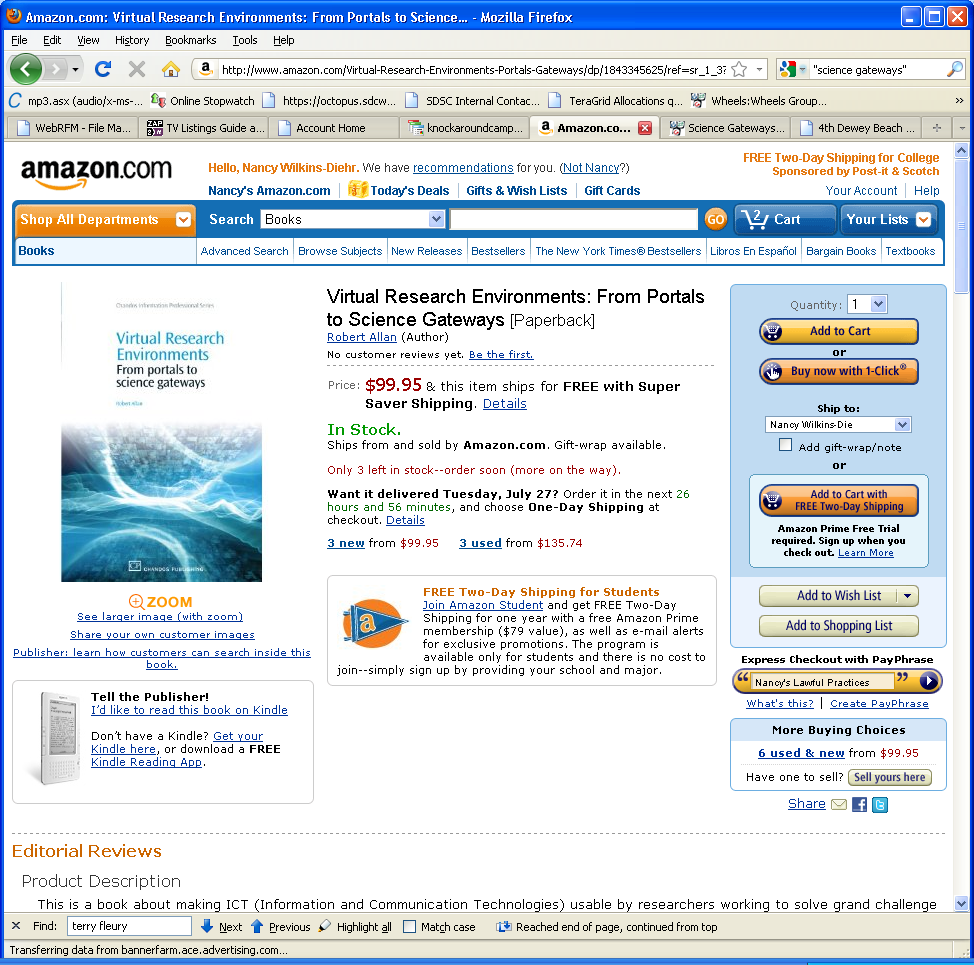 Amazon.com: Virtual Research Environments: From Portals to Science... - Mozilla Firefox
File Edit View History Bookmarks Tools Help
http://www.amazon.com/Virtual-Research-Environments-Portals-Gateways/dp/1843345625/ref=sr_1_3? "science gateways"
mp3.asx (audio/x-ms-... Online Stopwatch https://octopus.sdcw... SDSC Internal Contac... TeraGrid Allocations q... Wheels:Wheels Group... »
WebRFM - File Ma... TV Listings Guide a... Account Home knockaroundcamp... Amazon.co... Science Gateways... 4th Dewey Beach ...
amazon.com
Hello, Nancy Wilkins-Diehr. We have recommendations for you. (Not Nancy?)
FREE Two-Day Shipping for College
Sponsored by Post-it & Scotch
Nancy's Amazon.com Today's Deals Gifts & Wish Lists Gift Cards
Your Account Help
Shop All Departments Search Books GO 2 Cart Your Lists
Books Advanced Search Browse Subjects New Releases Bestsellers The New York Times® Bestsellers Libros En Español Bargain Books Textbooks
Chandos Information Professional Series
Virtual Research
Environments
From portals to
science gateways
Robert Allan
CHANDOS PUBLISHING
ZOOM
See larger image (with zoom)
Share your own customer images
Publisher: learn how customers can search inside this
book.
Tell the Publisher!
I'd like to read this book on Kindle
Don't have a Kindle? Get your
Kindle here, or download a FREE
Kindle Reading App.
Virtual Research Environments: From Portals
to Science Gateways [Paperback]
Robert Allan (Author)
No customer reviews yet. Be the first.
Price: $99.95 & this item ships for FREE with Super
Saver Shipping. Details
In Stock.
Ships from and sold by Amazon.com. Gift-wrap available.
Only 3 left in stock--order soon (more on the way).
Want it delivered Tuesday, July 27? Order it in the next 26
hours and 56 minutes, and choose One-Day Shipping at
checkout. Details
3 new from $99.95 3 used from $135.74
FREE Two-Day Shipping for Students
Join Amazon Student and get FREE Two-Day
Shipping for one year with a free Amazon Prime
membership ($79 value), as well as e-mail alerts
for exclusive promotions. The program is
available only for students and there is no cost to
join--simply sign up by providing your school and major.
Quantity: 1
Add to Cart
or
Buy now with 1-Click®
Ship to:
Nancy Wilkins-Die
Add gift-wrap/note
or
Add to Cart with
FREE Two-Day Shipping
Amazon Prime Free Trial
required. Sign up when you
check out. Learn More
Add to Wish List
Add to Shopping List
Express Checkout with PayPhrase
“ Nancy's Lawful Practices ”
What's this? | Create PayPhrase
More Buying Choices
6 used & new from $99.95
Have one to sell? Sell yours here
Share
Editorial Reviews
Product Description
This is a book about making ICT (Information and Communication Technologies) usable by researchers working to solve grand challenge
Find: terry fleury Next Previous Highlight all Match case Reached end of page, continued from top
Transferring data from bannerfarm.ace.advertising.com...